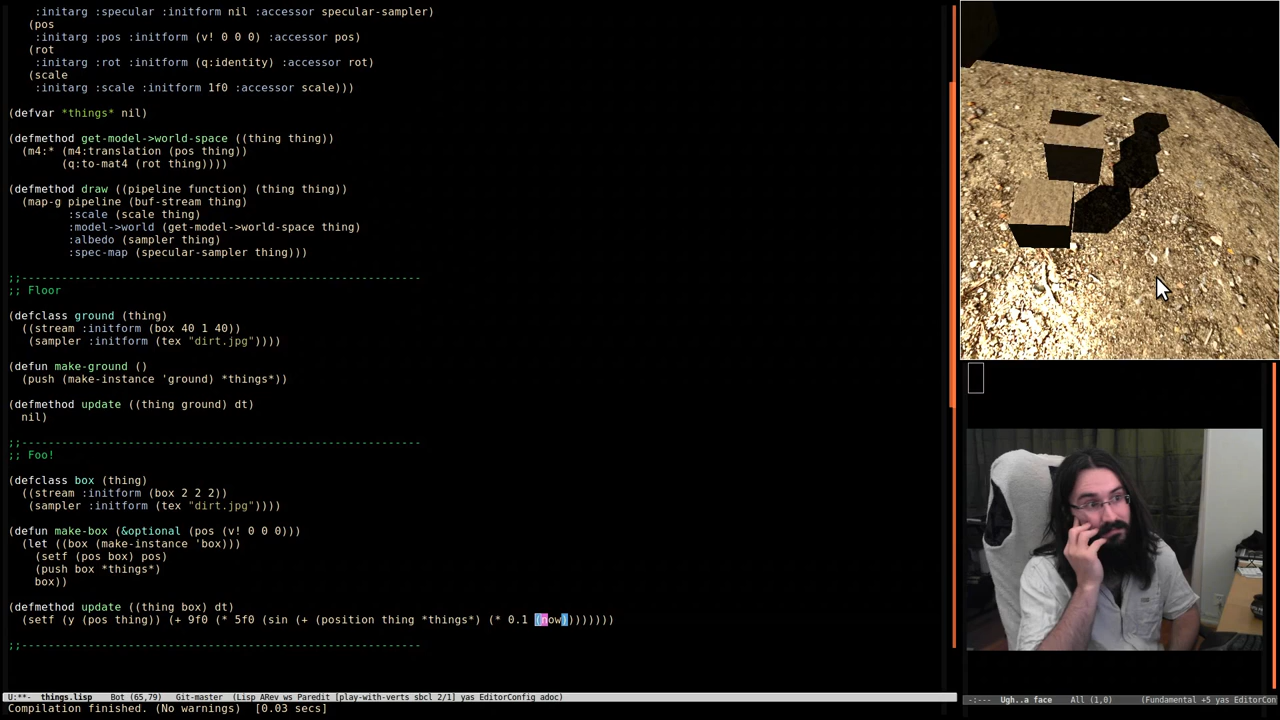 :initarg :specular :initform nil :accessor specular-sampler)
(pos
:initarg :pos :initform (v! 0 0 0) :accessor pos)
(rot
:initarg :rot :initform (q:identity) :accessor rot)
(scale
:initarg :scale :initform 1f0 :accessor scale)))
(defvar *things* nil)
(defmethod get-model->world-space ((thing thing))
(m4:* (m4:translation (pos thing))
(q:to-mat4 (rot thing))))
(defmethod draw ((pipeline function) (thing thing))
(map-g pipeline (buf-stream thing)
:scale (scale thing)
:model->world (get-model->world-space thing)
:albedo (sampler thing)
:spec-map (specular-sampler thing)))
;;--------------------------------------------------------------
;; Floor
(defclass ground (thing)
((stream :initform (box 40 1 40))
(sampler :initform (tex "dirt.jpg"))))
(defun make-ground ()
(push (make-instance 'ground) *things*))
(defmethod update ((thing ground) dt)
nil)
;;--------------------------------------------------------------
;; Foo!
(defclass box (thing)
((stream :initform (box 2 2 2))
(sampler :initform (tex "dirt.jpg"))))
(defun make-box (&optional (pos (v! 0 0 0)))
(let ((box (make-instance 'box)))
(setf (pos box) pos)
(push box *things*)
box))
(defmethod update ((thing box) dt)
(setf (y (pos thing)) (+ 9f0 (* 5f0 (sin (+ (position thing *things*) (* 0.1 (now))))))))
;;--------------------------------------------------------------
U:**-  things.lisp   Bot (65,79)   Git-master  (Lisp ARev ws Paredit [play-with-verts sbcl 2/1] yas EditorConfig adoc)
Compilation finished. (No warnings)  [0.03 secs]
-:---  Ugh..a face   All (1,0)   (Fundamental +5 yas EditorCon